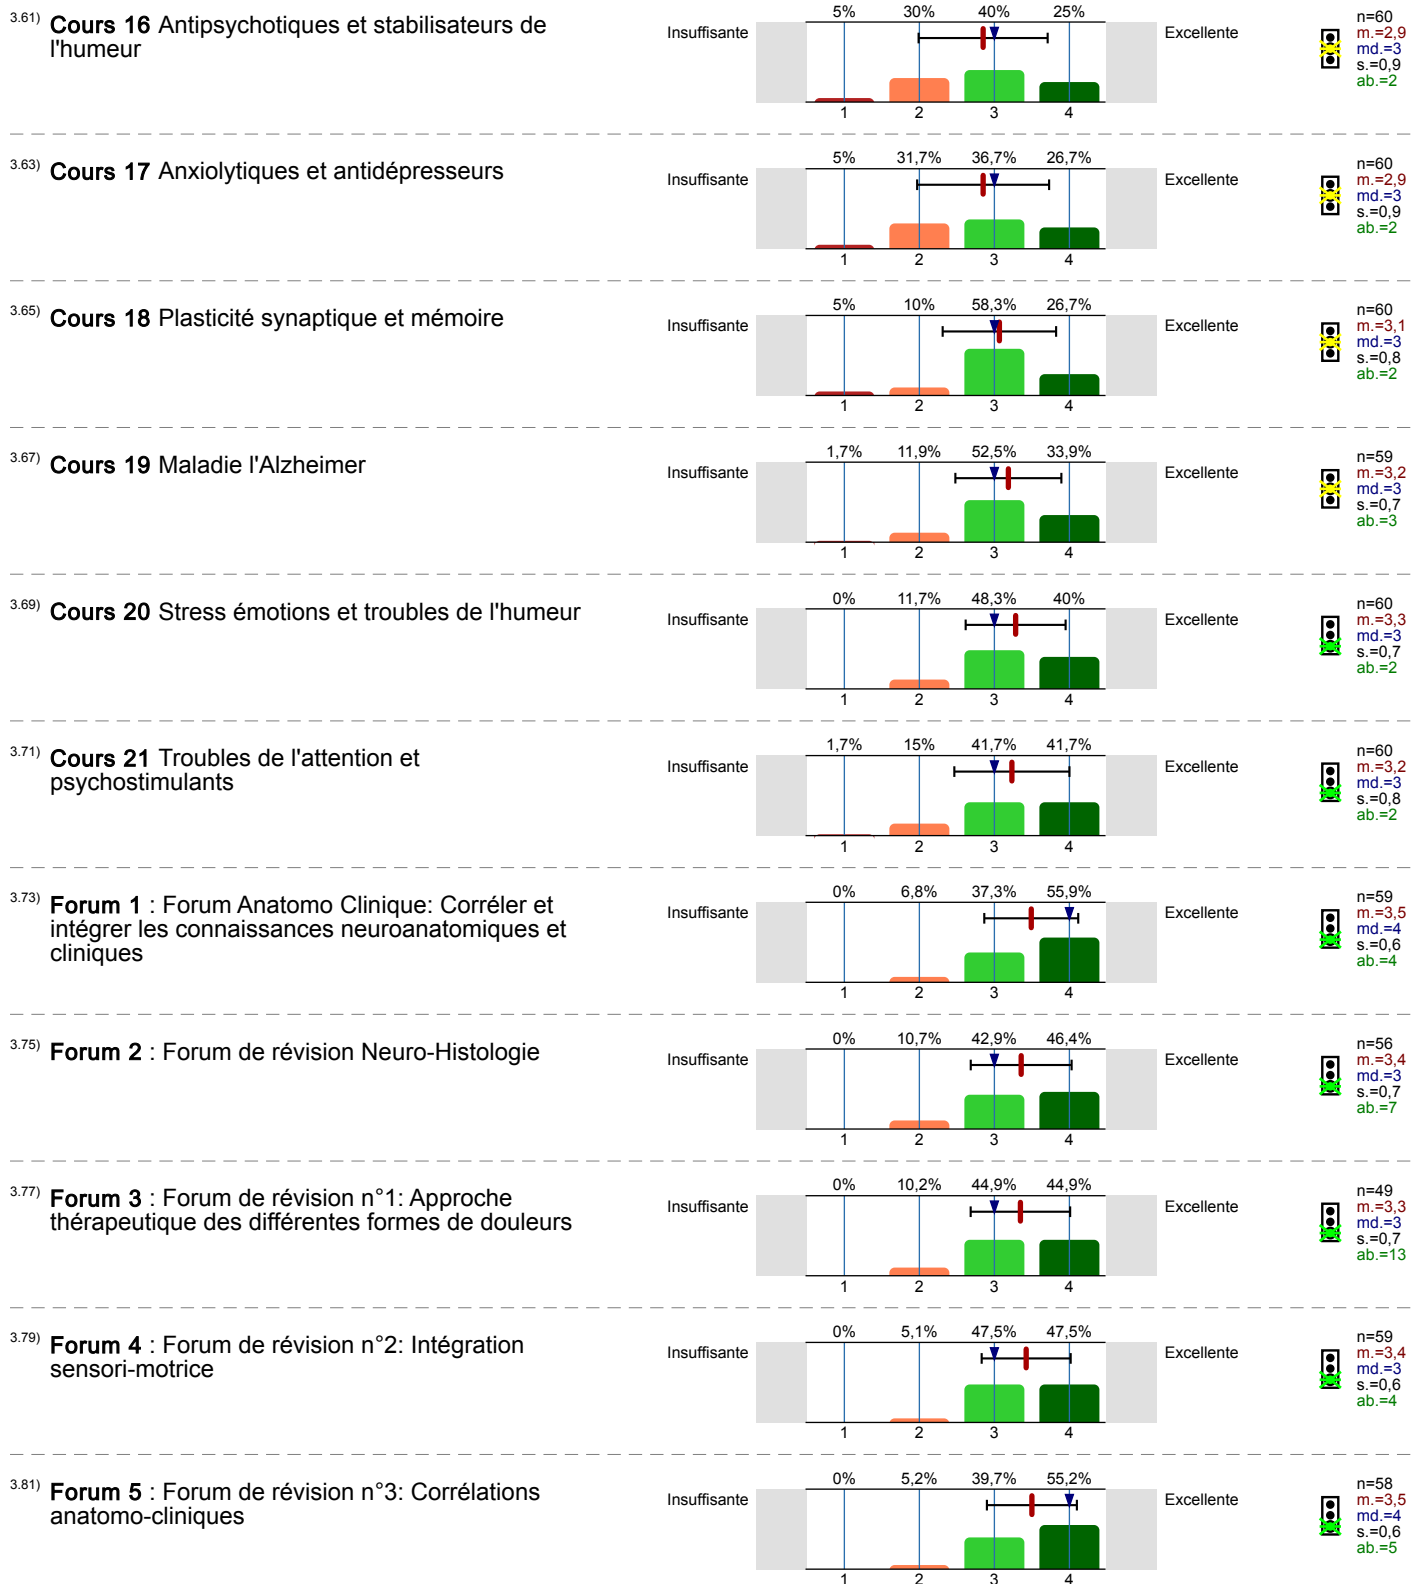 3.61) Cours 16 Antipsychotiques et stabilisateurs de
l'humeur
Insuffisante
5% 30% 40% 25%
1 2 3 4
Excellente
n=60
m.=2,9
md.=3
s.=0,9
ab.=2
3.63) Cours 17 Anxiolytiques et antidépresseurs
Insuffisante
5% 31,7% 36,7% 26,7%
1 2 3 4
Excellente
n=60
m.=2,9
md.=3
s.=0,9
ab.=2
3.65) Cours 18 Plasticité synaptique et mémoire
Insuffisante
5% 10% 58,3% 26,7%
1 2 3 4
Excellente
n=60
m.=3,1
md.=3
s.=0,8
ab.=2
3.67) Cours 19 Maladie l'Alzheimer
Insuffisante
1,7% 11,9% 52,5% 33,9%
1 2 3 4
Excellente
n=59
m.=3,2
md.=3
s.=0,7
ab.=3
3.69) Cours 20 Stress émotions et troubles de l'humeur
Insuffisante
0% 11,7% 48,3% 40%
1 2 3 4
Excellente
n=60
m.=3,3
md.=3
s.=0,7
ab.=2
3.71) Cours 21 Troubles de l'attention et
psychostimulants
Insuffisante
1,7% 15% 41,7% 41,7%
1 2 3 4
Excellente
n=60
m.=3,2
md.=3
s.=0,8
ab.=2
3.73) Forum 1 : Forum Anatomo Clinique: Corréler et
intégrer les connaissances neuroanatomiques et
cliniques
Insuffisante
0% 6,8% 37,3% 55,9%
1 2 3 4
Excellente
n=59
m.=3,5
md.=4
s.=0,6
ab.=4
3.75) Forum 2 : Forum de révision Neuro-Histologie
Insuffisante
0% 10,7% 42,9% 46,4%
1 2 3 4
Excellente
n=56
m.=3,4
md.=3
s.=0,7
ab.=7
3.77) Forum 3 : Forum de révision n°1: Approche
thérapeutique des différentes formes de douleurs
Insuffisante
0% 10,2% 44,9% 44,9%
1 2 3 4
Excellente
n=49
m.=3,3
md.=3
s.=0,7
ab.=13
3.79) Forum 4 : Forum de révision n°2: Intégration
sensori-motrice
Insuffisante
0% 5,1% 47,5% 47,5%
1 2 3 4
Excellente
n=59
m.=3,4
md.=3
s.=0,6
ab.=4
3.81) Forum 5 : Forum de révision n°3: Corrélations
anatomo-cliniques
Insuffisante
0% 5,2% 39,7% 55,2%
1 2 3 4
Excellente
n=58
m.=3,5
md.=4
s.=0,6
ab.=5